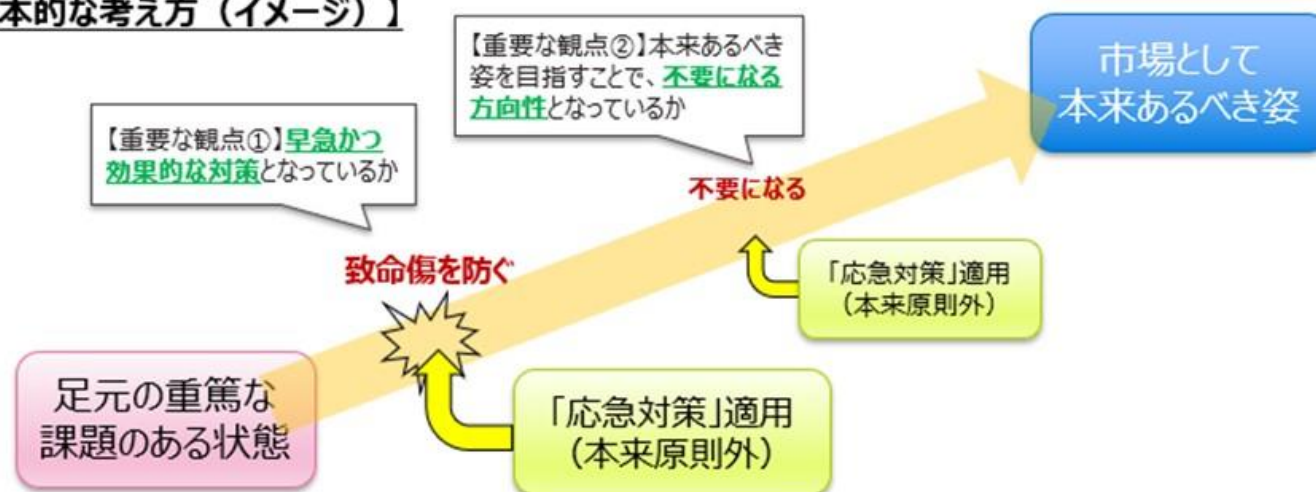 本的な考え方（イメージ）】
【重要な観点②】本来あるべき
姿を目指すことで、不要になる
方向性となっているか
市場として
本来あるべき姿
【重要な観点①】早急かつ
効果的な対策となっているか
不要になる
致命傷を防ぐ
「応急対策」適用
（本来原則外）
足元の重篤な
課題のある状態
「応急対策」適用
（本来原則外）